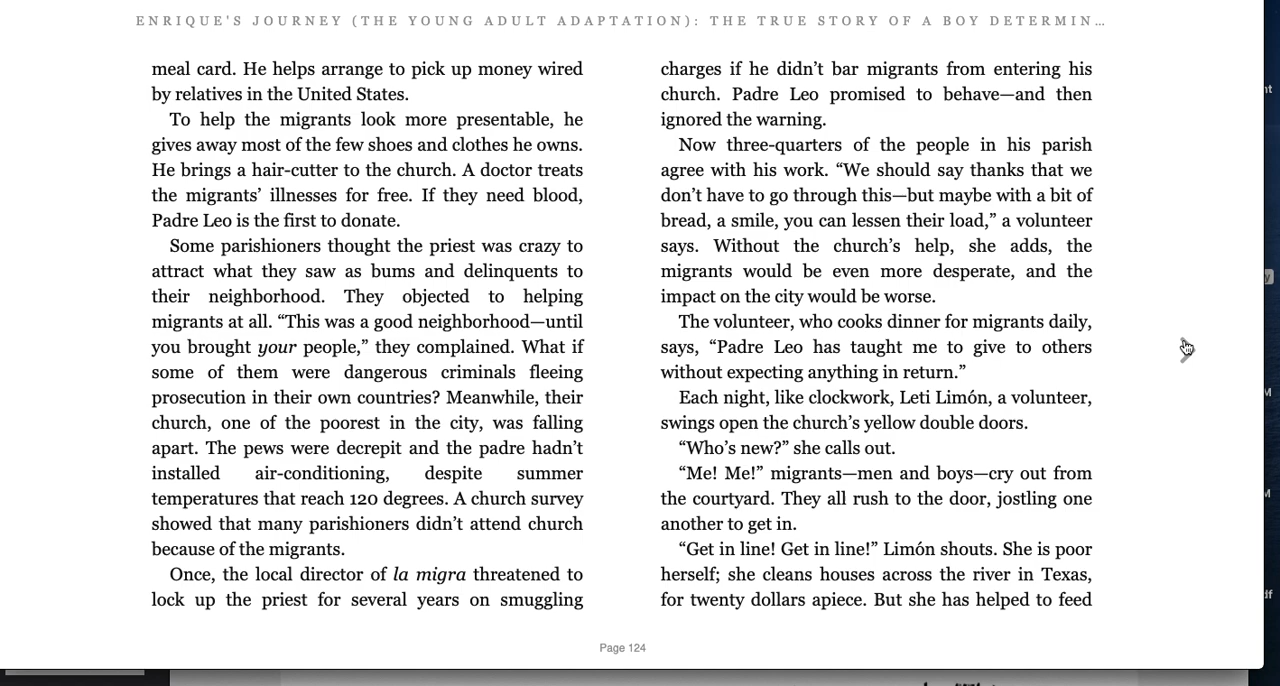 ENRIQUE'S JOURNEY (THE YOUNG ADULT ADAPTATION): THE TRUE STORY OF A BOY DETERMIN…
meal card. He helps arrange to pick up money wired
by relatives in the United States.
To help the migrants look more presentable, he
gives away most of the few shoes and clothes he owns.
He brings a hair-cutter to the church. A doctor treats
the migrants’ illnesses for free. If they need blood,
Padre Leo is the first to donate.
Some parishioners thought the priest was crazy to
attract what they saw as bums and delinquents to
their neighborhood. They objected to helping
migrants at all. “This was a good neighborhood—until
you brought your people,” they complained. What if
some of them were dangerous criminals fleeing
prosecution in their own countries? Meanwhile, their
church, one of the poorest in the city, was falling
apart. The pews were decrepit and the padre hadn’t
installed air-conditioning, despite summer
temperatures that reach 120 degrees. A church survey
showed that many parishioners didn’t attend church
because of the migrants.
Once, the local director of la migra threatened to
lock up the priest for several years on smuggling
charges if he didn’t bar migrants from entering his
church. Padre Leo promised to behave—and then
ignored the warning.
Now three-quarters of the people in his parish
agree with his work. “We should say thanks that we
don’t have to go through this—but maybe with a bit of
bread, a smile, you can lessen their load,” a volunteer
says. Without the church’s help, she adds, the
migrants would be even more desperate, and the
impact on the city would be worse.
The volunteer, who cooks dinner for migrants daily,
says, “Padre Leo has taught me to give to others
without expecting anything in return.”
Each night, like clockwork, Leti Limón, a volunteer,
swings open the church’s yellow double doors.
“Who’s new?” she calls out.
“Me! Me!” migrants—men and boys—cry out from
the courtyard. They all rush to the door, jostling one
another to get in.
“Get in line! Get in line!” Limón shouts. She is poor
herself; she cleans houses across the river in Texas,
for twenty dollars apiece. But she has helped to feed
Page 124